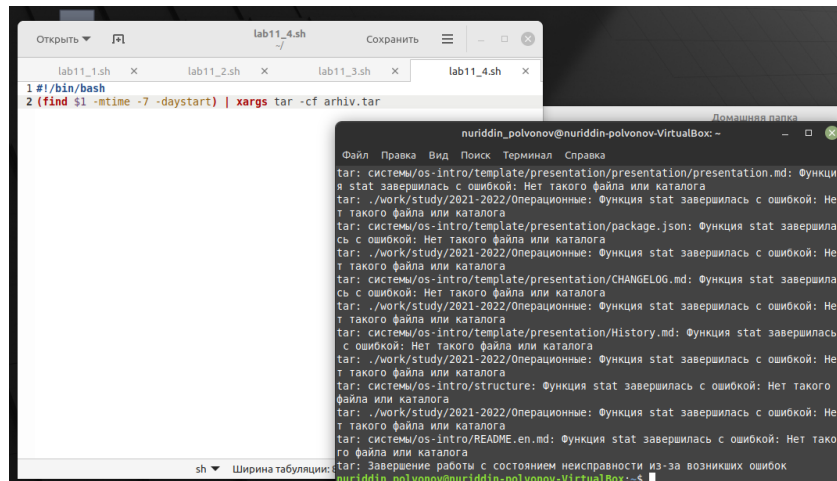 Открыть
lab11_4.sh
~/
Сохранить
lab11_1.sh
lab11_2.sh
lab11_3.sh
lab11_4.sh
1 #!/bin/bash
2 (find $1 -mtime -7 -daystart) | xargs tar -cf arhiv.tar
Домашняя папка
nuriddin_polvonov@nuriddin-polvonov-VirtualBox: ~
Файл Правка Вид Поиск Терминал Справка
tar: системы/os-intro/template/presentation/presentation/presentation.md: Функци
я stat завершилась с ошибкой: Нет такого файла или каталога
tar: ./work/study/2021-2022/Операционные: Функция stat завершилась с ошибкой: Не
т такого файла или каталога
tar: системы/os-intro/template/presentation/package.json: Функция stat завершила
сь с ошибкой: Нет такого файла или каталога
tar: ./work/study/2021-2022/Операционные: Функция stat завершилась с ошибкой: Не
т такого файла или каталога
tar: системы/os-intro/template/presentation/CHANGELOG.md: Функция stat завершила
сь с ошибкой: Нет такого файла или каталога
tar: ./work/study/2021-2022/Операционные: Функция stat завершилась с ошибкой: Не
т такого файла или каталога
tar: системы/os-intro/template/presentation/History.md: Функция stat завершилась
с ошибкой: Нет такого файла или каталога
tar: ./work/study/2021-2022/Операционные: Функция stat завершилась с ошибкой: Не
т такого файла или каталога
tar: системы/os-intro/structure: Функция stat завершилась с ошибкой: Нет такого
файла или каталога
tar: ./work/study/2021-2022/Операционные: Функция stat завершилась с ошибкой: Не
т такого файла или каталога
tar: системы/os-intro/README.en.md: Функция stat завершилась с ошибкой: Нет тако
го файла или каталога
tar: Завершение работы с состоянием неисправности из-за возникших ошибок
nuriddin_polvonov@nuriddin-polvonov-VirtualBox:~$
sh
Ширина табуляции: 8